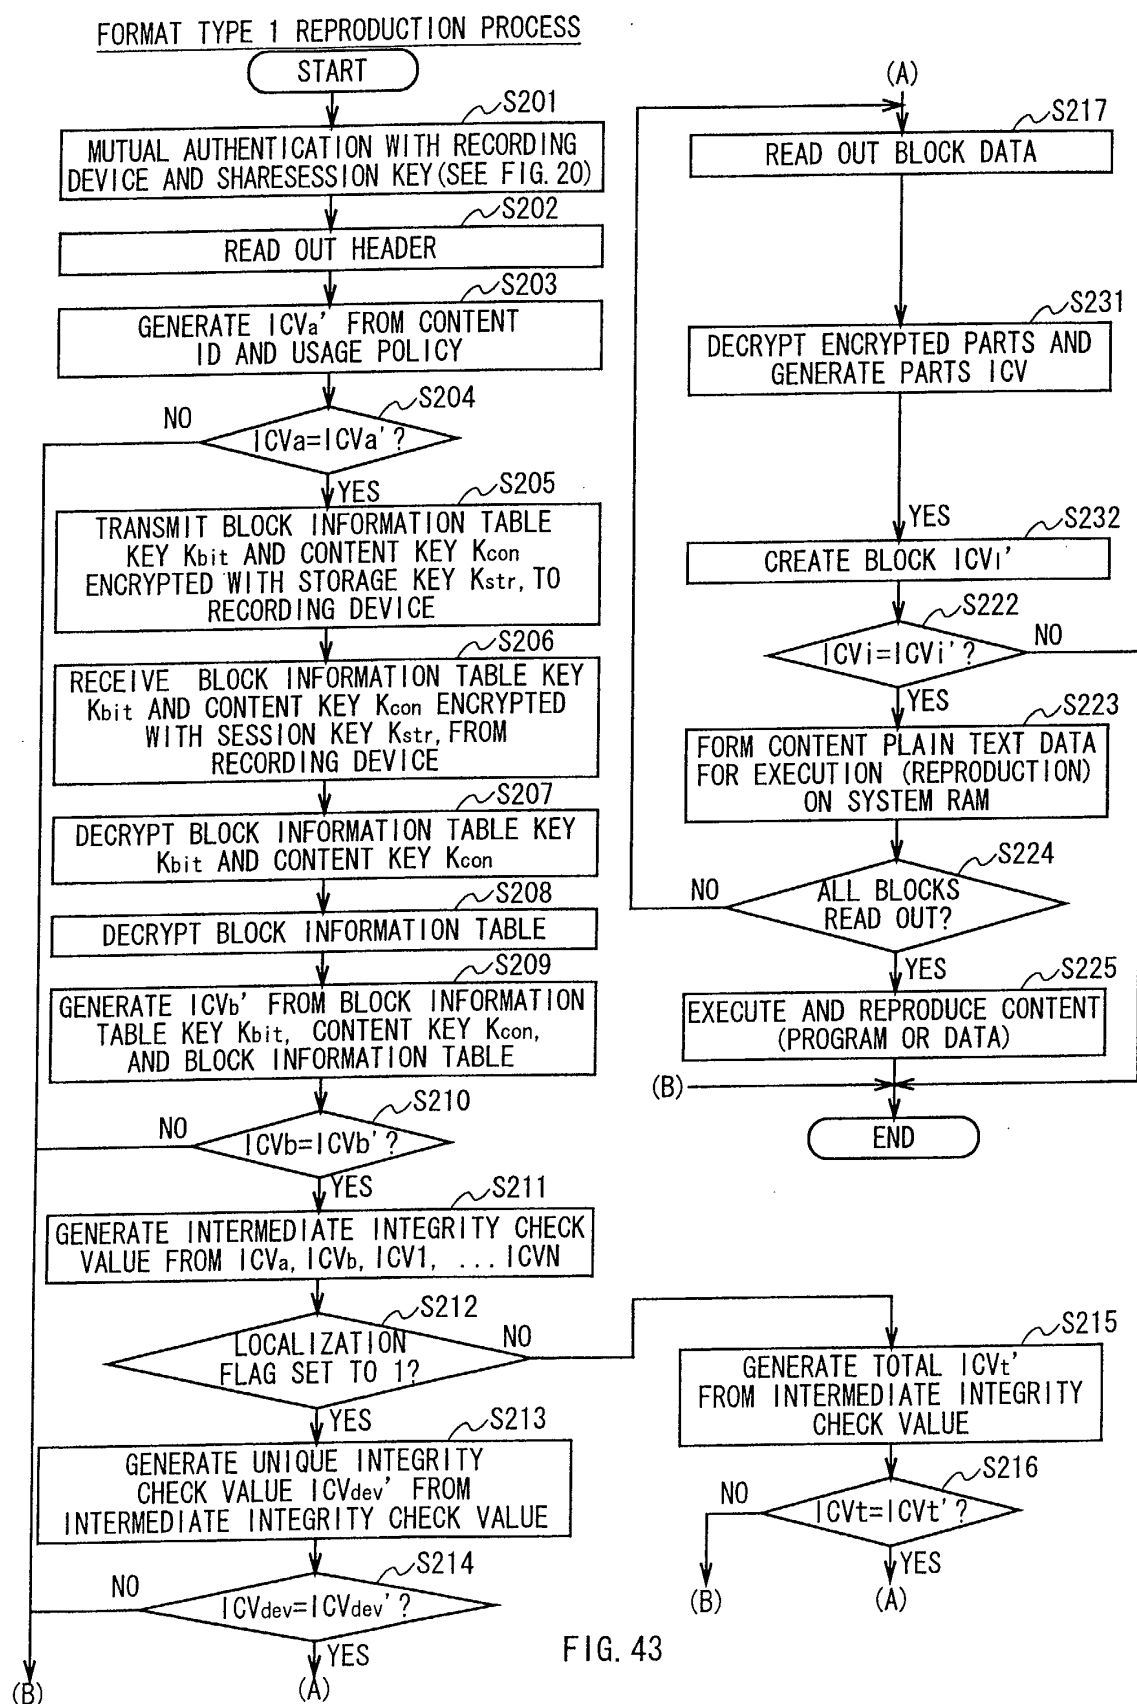 FORMAT TYPE 1 REPRODUCTION PROCESS
START
S201
MUTUAL AUTHENTICATION WITH RECORDING
DEVICE AND SHARESESSION KEY(SEE FIG. 20)
S202
READ OUT HEADER
S203
GENERATE ICVa' FROM CONTENT
ID AND USAGE POLICY
S204
NO
ICVa=ICVa'?
YES
S205
TRANSMIT BLOCK INFORMATION TABLE
KEY Kbit AND CONTENT KEY Kcon
ENCRYPTED WITH STORAGE KEY Kstr, TO
RECORDING DEVICE
S206
RECEIVE BLOCK INFORMATION TABLE KEY
Kbit AND CONTENT KEY Kcon ENCRYPTED
WITH SESSION KEY Kstr, FROM
RECORDING DEVICE
S207
DECRYPT BLOCK INFORMATION TABLE KEY
Kbit AND CONTENT KEY Kcon
S208
DECRYPT BLOCK INFORMATION TABLE
S209
GENERATE ICVb' FROM BLOCK INFORMATION
TABLE KEY Kbit, CONTENT KEY Kcon,
AND BLOCK INFORMATION TABLE
S210
NO
ICVb=ICVb'?
YES
S211
GENERATE INTERMEDIATE INTEGRITY CHECK
VALUE FROM ICVa, ICVb, ICV1, ... ICVN
S212
LOCALIZATION
FLAG SET TO 1?
NO
YES
S213
GENERATE UNIQUE INTEGRITY
CHECK VALUE ICVdev' FROM
INTERMEDIATE INTEGRITY CHECK VALUE
S214
NO
ICVdev=ICVdev'?
YES
(B)
(A)
(A)
S217
READ OUT BLOCK DATA
S231
DECRYPT ENCRYPTED PARTS AND
GENERATE PARTS ICV
YES
S232
CREATE BLOCK ICVi'
S222
ICVi=ICVi'?
NO
YES
S223
FORM CONTENT PLAIN TEXT DATA
FOR EXECUTION (REPRODUCTION)
ON SYSTEM RAM
S224
NO
ALL BLOCKS
READ OUT?
YES
S225
EXECUTE AND REPRODUCE CONTENT
(PROGRAM OR DATA)
(B)
END
S215
GENERATE TOTAL ICVt'
FROM INTERMEDIATE INTEGRITY
CHECK VALUE
S216
NO
ICVt=ICVt'?
YES
(B)
(A)
FIG. 43